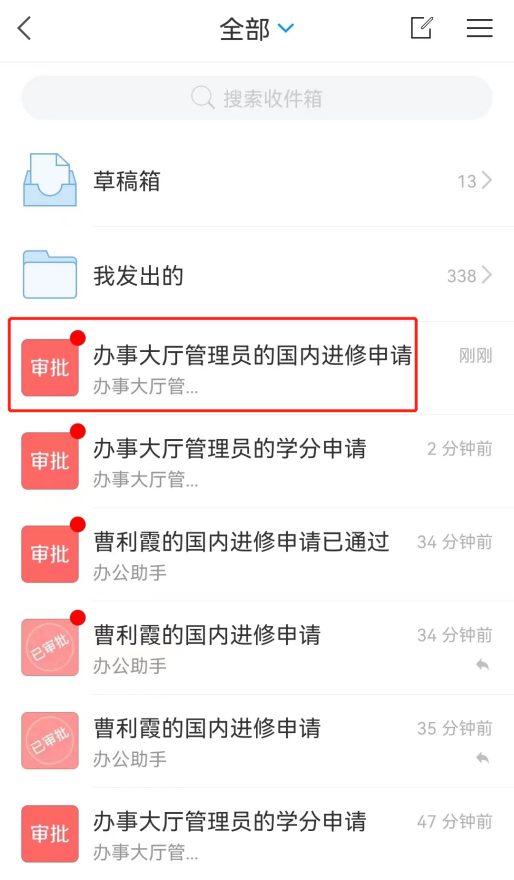 全部
搜索收件箱
草稿箱
13
我发出的
338
审批
办事大厅管理员的国内进修申请
刚刚
办事大厅管...
审批
办事大厅管理员的学分申请
2 分钟前
办事大厅管...
审批
曹利霞的国内进修申请已通过
34 分钟前
办公助手
已审批
曹利霞的国内进修申请
34 分钟前
办公助手
已审批
曹利霞的国内进修申请
35 分钟前
办公助手
审批
办事大厅管理员的学分申请
47 分钟前
办事大厅管...